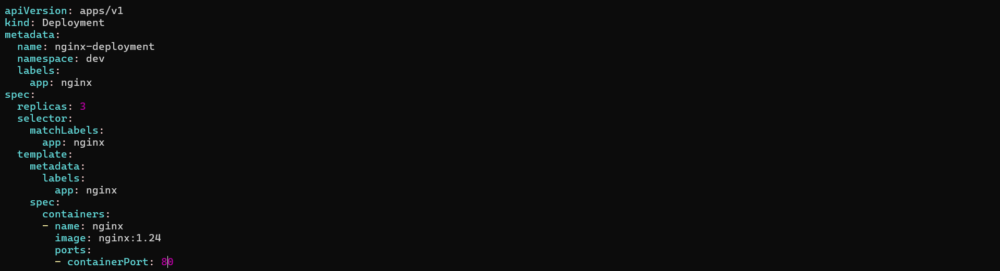 apiVersion: apps/v1
kind: Deployment
metadata:
  name: nginx-deployment
  namespace: dev
  labels:
    app: nginx
spec:
  replicas: 3
  selector:
    matchLabels:
      app: nginx
  template:
    metadata:
      labels:
        app: nginx
    spec:
      containers:
      - name: nginx
        image: nginx:1.24
        ports:
        - containerPort: 80